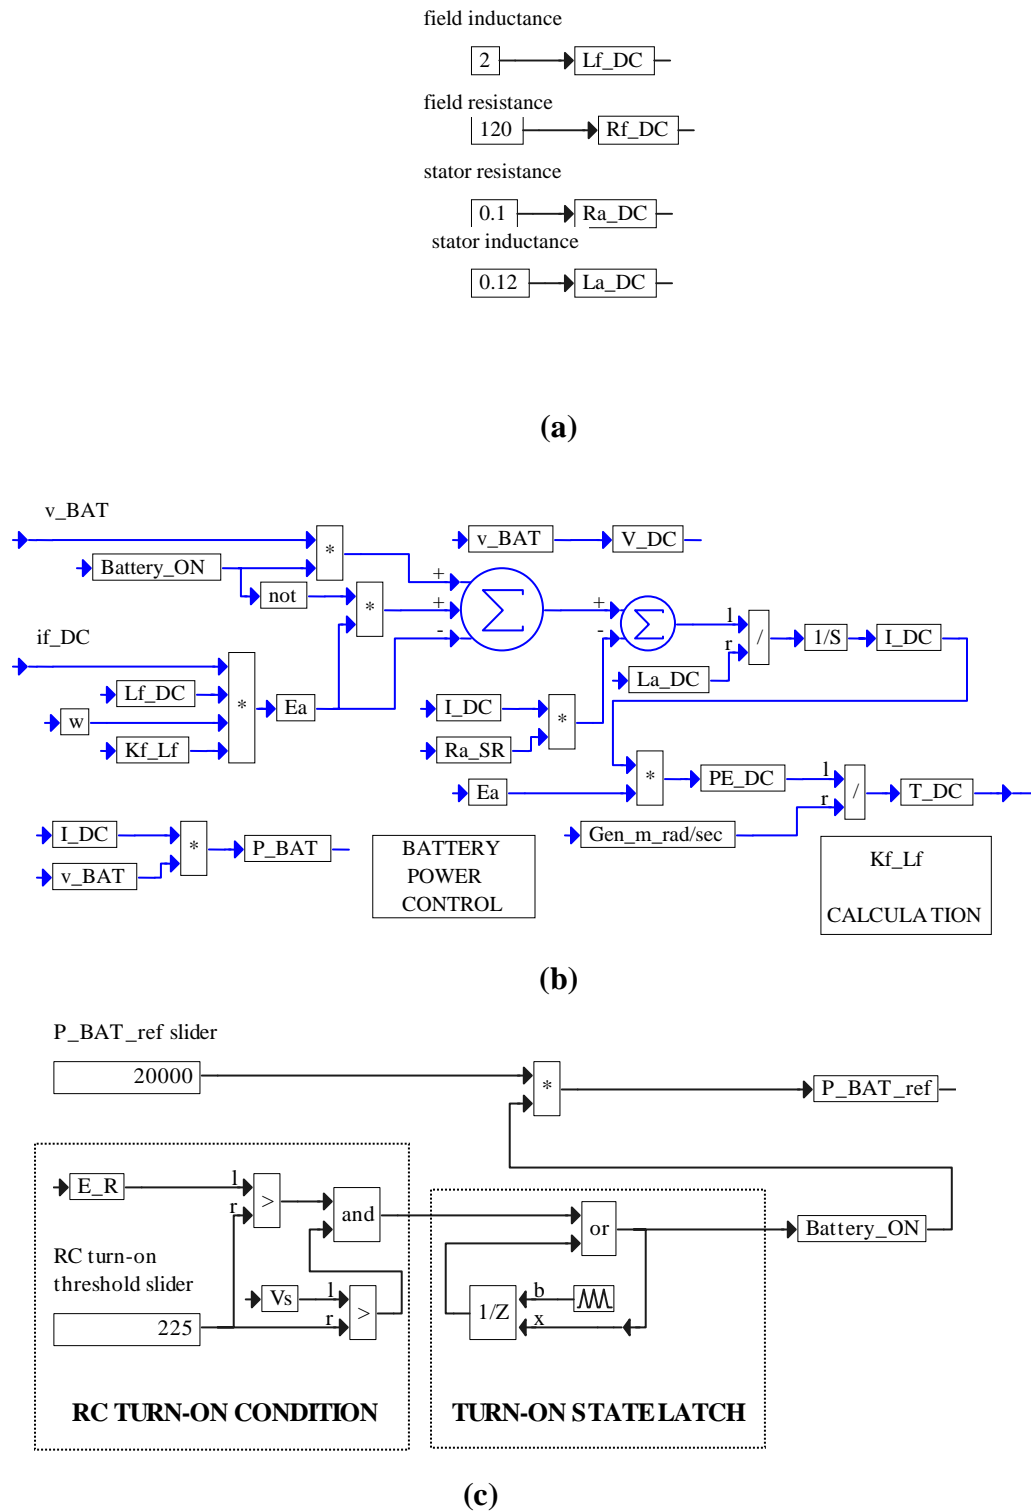 field inductance
2 Lf_DC
field resistance
120 Rf_DC
stator resistance
0.1 Ra_DC
stator inductance
0.12 La_DC
(a)
v_BAT
*
v_BAT V_DC
Battery_ON
not
*
+
+
-
Σ
+
-
Σ
l
r
/
1/S I_DC
if_DC
Lf_DC
w
Kf_Lf
*
Ea
La_DC
I_DC
Ra_SR
*
Ea
*
PE_DC
l
r
/
T_DC
Gen_m_rad/sec
I_DC
v_BAT
*
P_BAT
BATTERY
POWER
CONTROL
Kf_Lf
CALCULATION
(b)
P_BAT_ref slider
20000
*
P_BAT_ref
E_R
l
r
>
and
or
Battery_ON
RC turn-on
threshold slider
Vs
l
r
>
225
1/Z
b
x
RC TURN-ON CONDITION
TURN-ON STATE LATCH
(c)